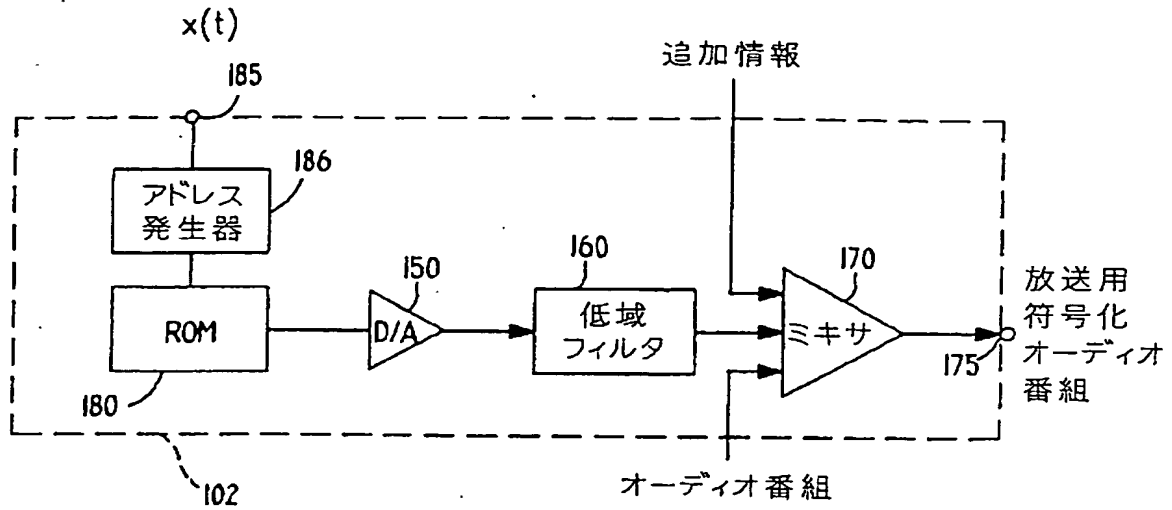 x(t)
185
追加情報
アドレス
発生器
186
ROM
180
150
D/A
160
低域
フィルタ
170
ミキサ
175
放送用
符号化
オーディオ
番組
オーディオ番組
102